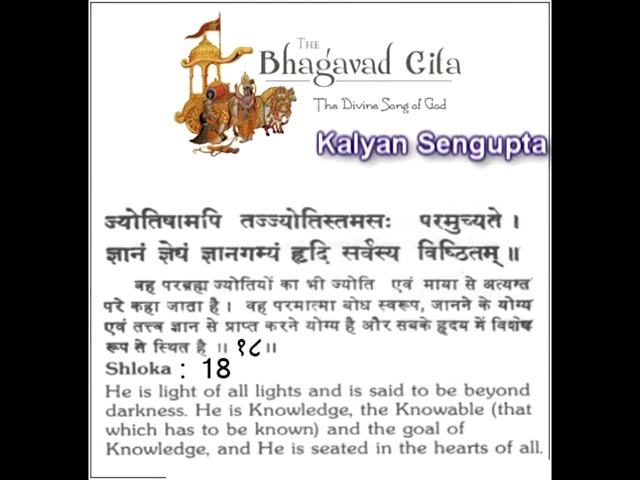 THE
Bhagavad Gita
The Divine Song of God
Kalyan Sengupta
ज्योतिषामपि तज्ज्योतिस्तमसः परमुच्यते ।
ज्ञानं ज्ञेयं ज्ञानगम्यं हृदि सर्वस्य विष्ठितम् ॥
वह परब्रह्म ज्योतियों का भी ज्योति एवं माया से अत्यन्त
परे कहा जाता है । वह परमात्मा बोध स्वरूप, जानने के योग्य
एवं तत्त्व ज्ञान से प्राप्त करने योग्य है और सबके हृदय में विशेष
रूप से स्थित है ॥ १८॥
Shloka : 18
He is light of all lights and is said to be beyond
darkness. He is Knowledge, the Knowable (that
which has to be known) and the goal of
Knowledge, and He is seated in the hearts of all.